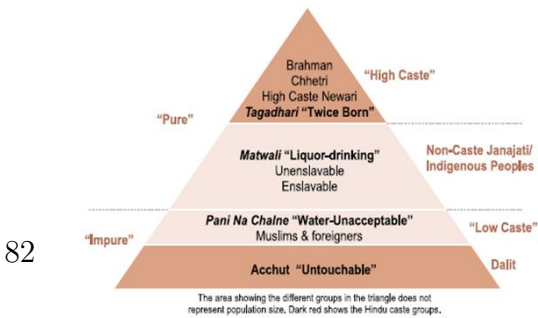 Brahman
Chhetri
High Caste Newari
Tagadhari “Twice Born”
“High Caste”
“Pure”
Matwali “Liquor-drinking”
Unenslavable
Enslavable
Non-Caste Janajati/
Indigenous Peoples
Pani Na Chalne “Water-Unacceptable”
Muslims & foreigners
“Low Caste”
“Impure”
82
Acchut “Untouchable”
Dalit
The area showing the different groups in the triangle does not
represent population size. Dark red shows the Hindu caste groups.